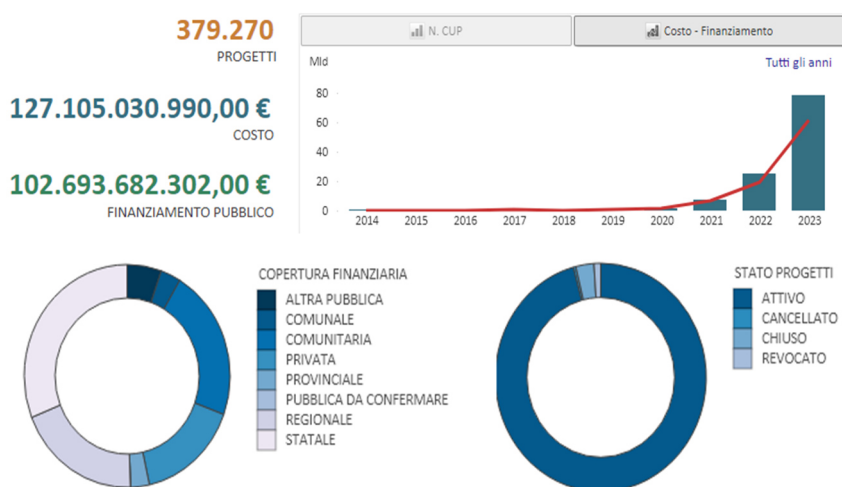 379.270
PROGETTI
127.105.030.990,00 €
COSTO
102.693.682.302,00 €
FINANZIAMENTO PUBBLICO
N. CUP
Costo - Finanziamento
Mld
Tutti gli anni
80
60
40
20
0
2014 2015 2016 2017 2018 2019 2020 2021 2022 2023
COPERTURA FINANZIARIA
ALTRA PUBBLICA
COMUNALE
COMUNITARIA
PRIVATA
PROVINCIALE
PUBBLICA DA CONFERMARE
REGIONALE
STATALE
STATO PROGETTI
ATTIVO
CANCELLATO
CHIUSO
REVOCATO